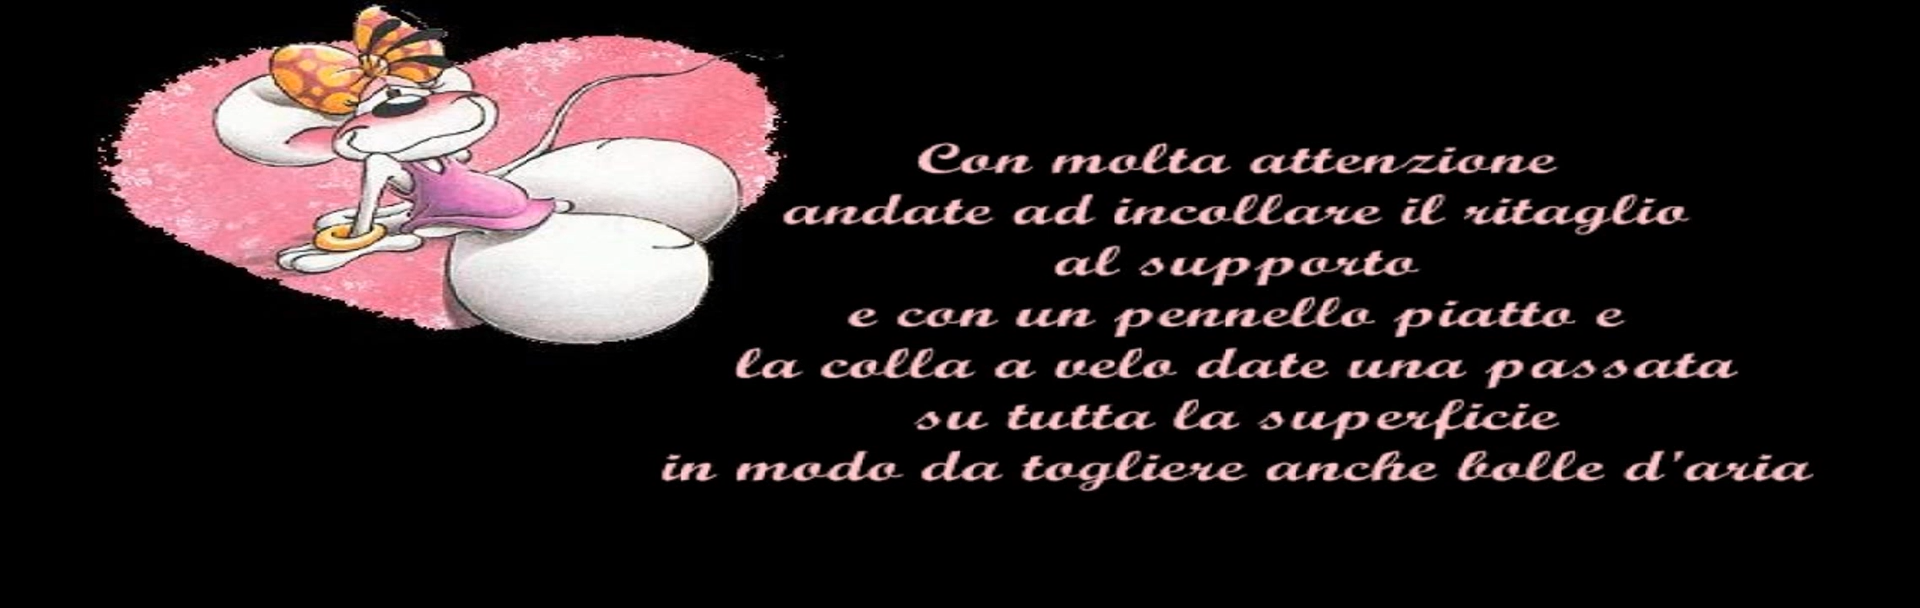 Con molta attenzione
andate ad incollare il ritaglio
al supporto
e con un pennello piatto e
la colla a velo date una passata
su tutta la superficie
in modo da togliere anche bolle d'aria